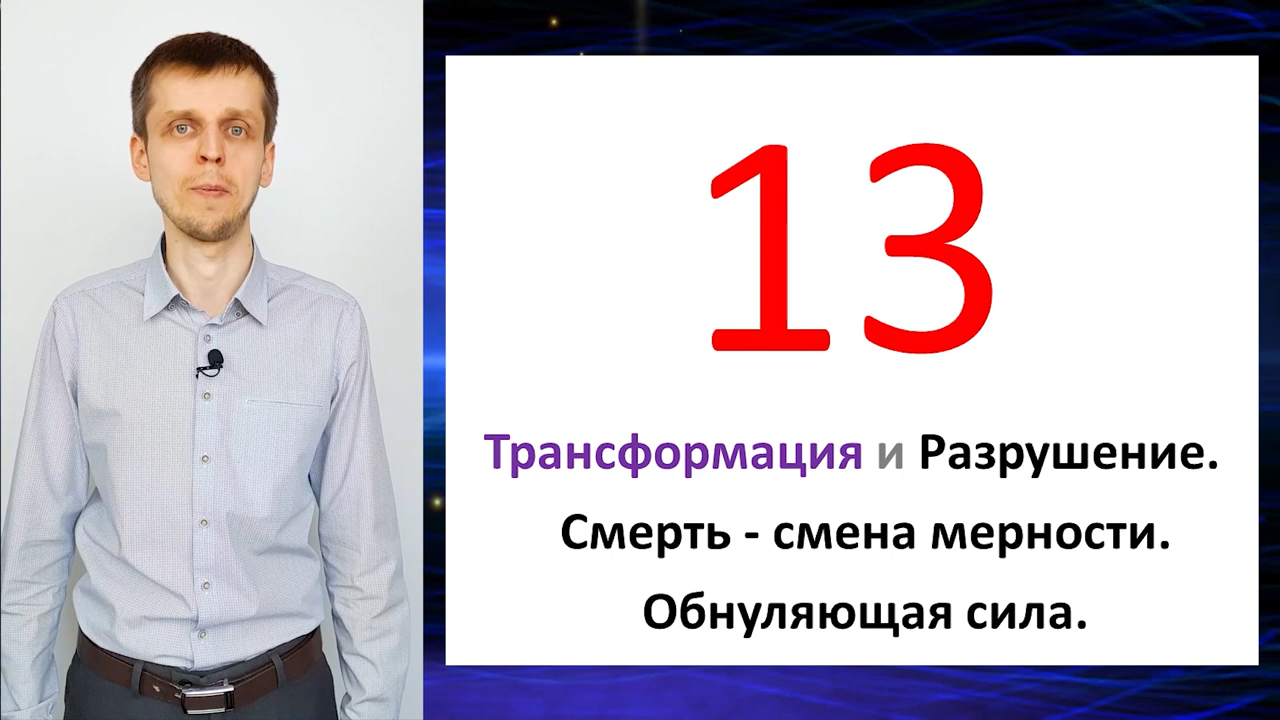 13
Трансформация и Разрушение.
Смерть - смена мерности.
Обнуляющая сила.